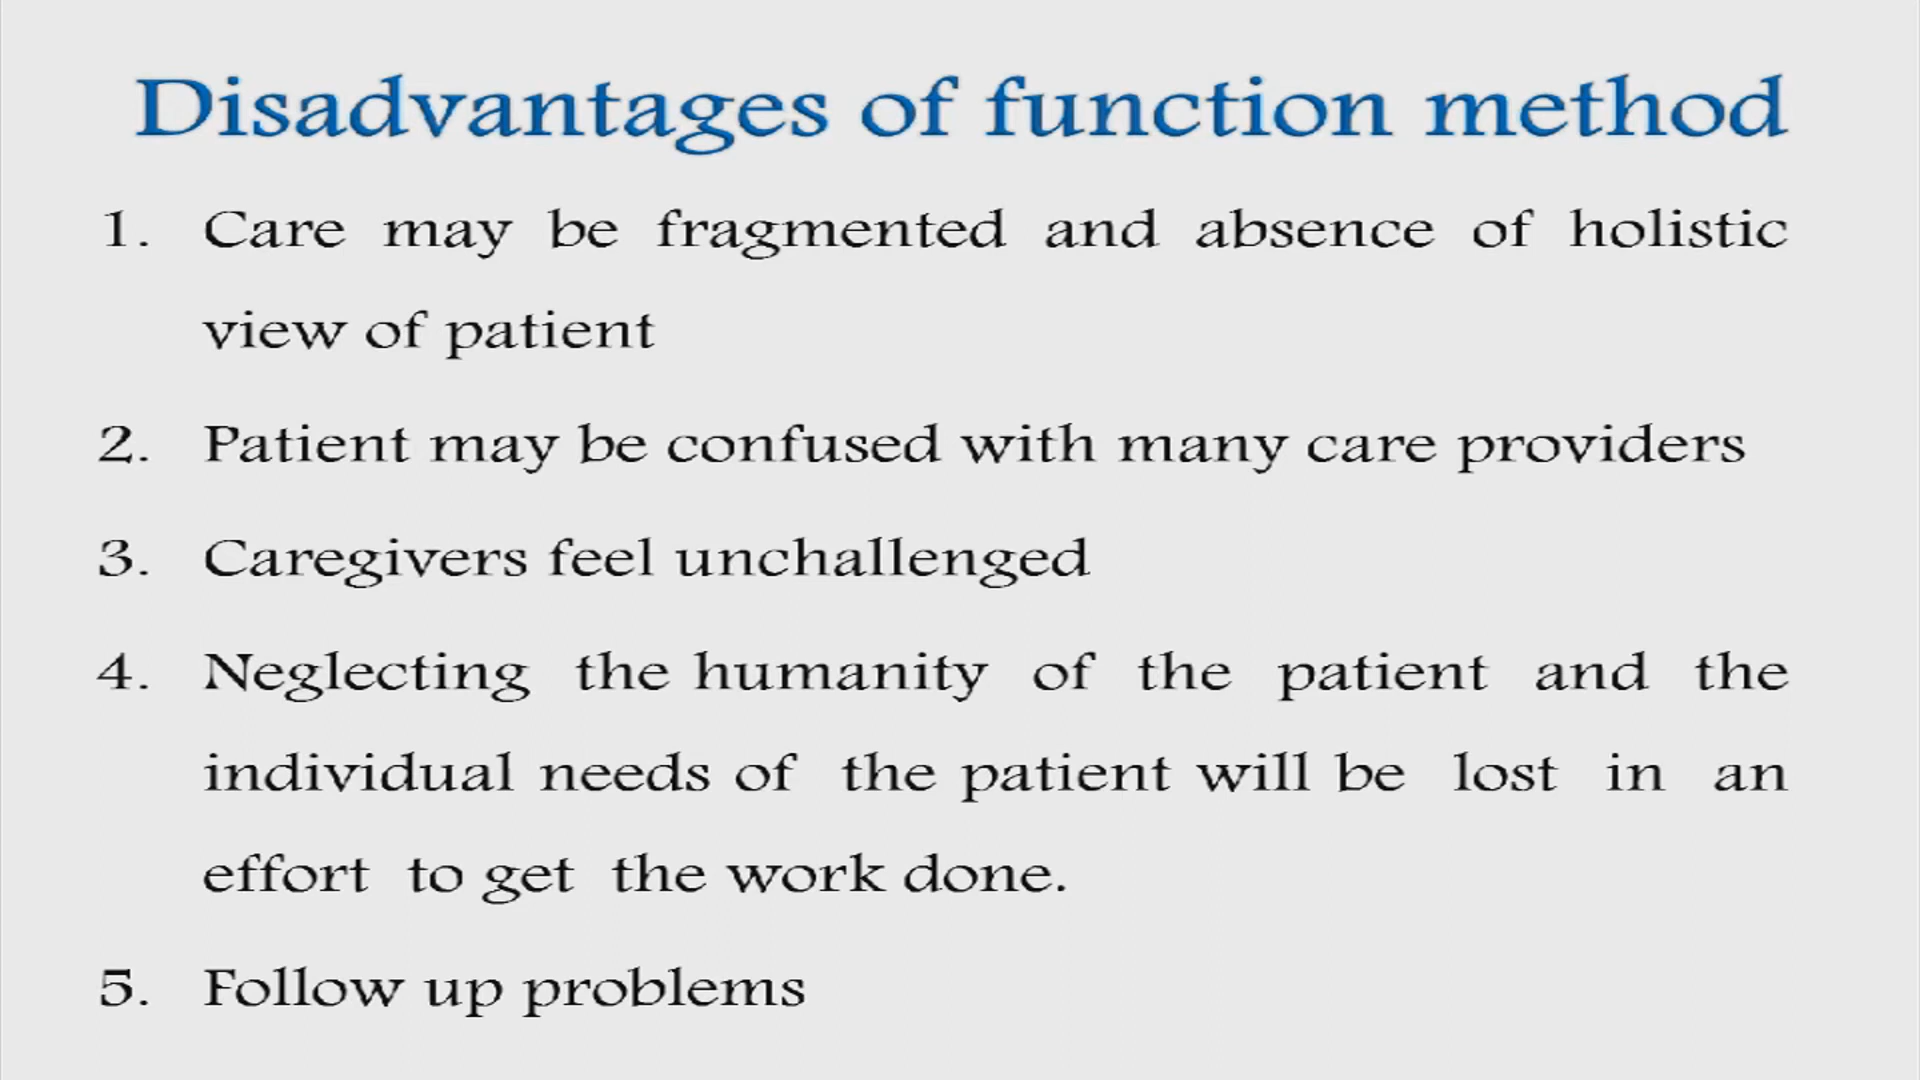 Disadvantages of function method
1. Care may be fragmented and absence of holistic
view of patient
2. Patient may be confused with many care providers
3. Caregivers feel unchallenged
4. Neglecting the humanity of the patient and the
individual needs of the patient will be lost in an
effort to get the work done.
5. Follow up problems